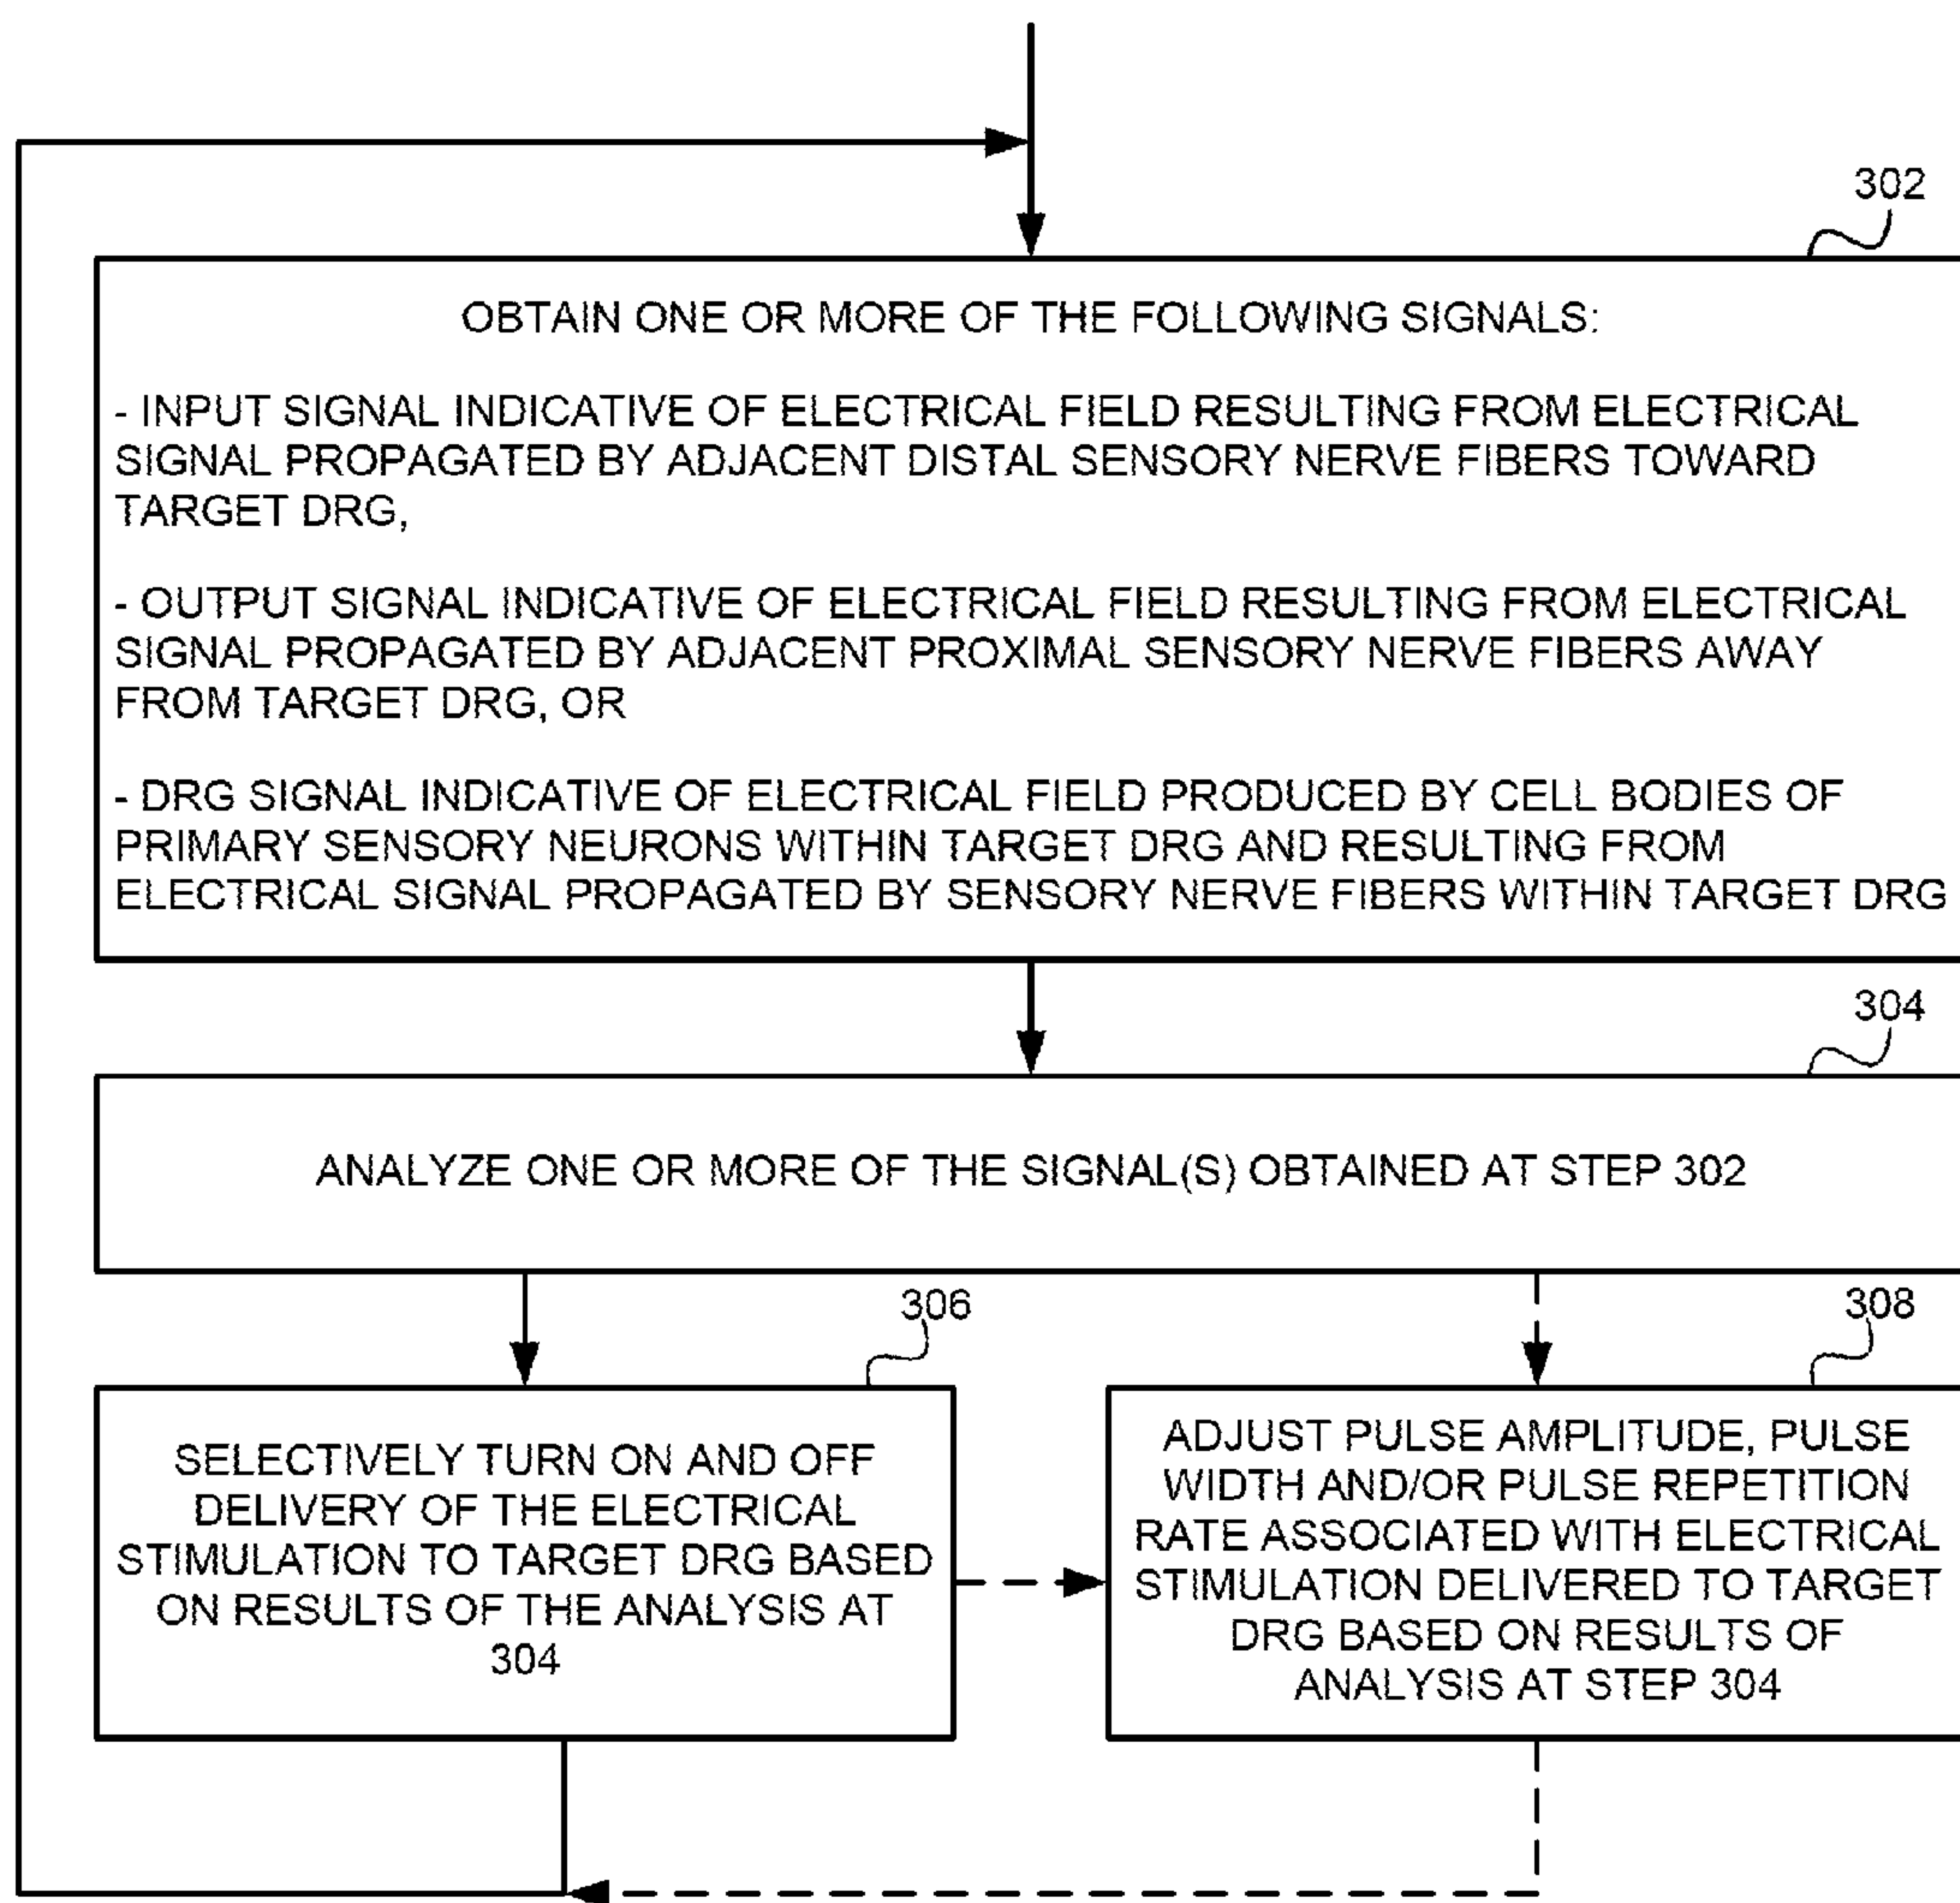 302
OBTAIN ONE OR MORE OF THE FOLLOWING SIGNALS:
- INPUT SIGNAL INDICATIVE OF ELECTRICAL FIELD RESULTING FROM ELECTRICAL
SIGNAL PROPAGATED BY ADJACENT DISTAL SENSORY NERVE FIBERS TOWARD
TARGET DRG,
- OUTPUT SIGNAL INDICATIVE OF ELECTRICAL FIELD RESULTING FROM ELECTRICAL
SIGNAL PROPAGATED BY ADJACENT PROXIMAL SENSORY NERVE FIBERS AWAY
FROM TARGET DRG, OR
- DRG SIGNAL INDICATIVE OF ELECTRICAL FIELD PRODUCED BY CELL BODIES OF
PRIMARY SENSORY NEURONS WITHIN TARGET DRG AND RESULTING FROM
ELECTRICAL SIGNAL PROPAGATED BY SENSORY NERVE FIBERS WITHIN TARGET DRG
304
ANALYZE ONE OR MORE OF THE SIGNAL(S) OBTAINED AT STEP 302
306
SELECTIVELY TURN ON AND OFF
DELIVERY OF THE ELECTRICAL
STIMULATION TO TARGET DRG BASED
ON RESULTS OF THE ANALYSIS AT
304
308
ADJUST PULSE AMPLITUDE, PULSE
WIDTH AND/OR PULSE REPETITION
RATE ASSOCIATED WITH ELECTRICAL
STIMULATION DELIVERED TO TARGET
DRG BASED ON RESULTS OF
ANALYSIS AT STEP 304